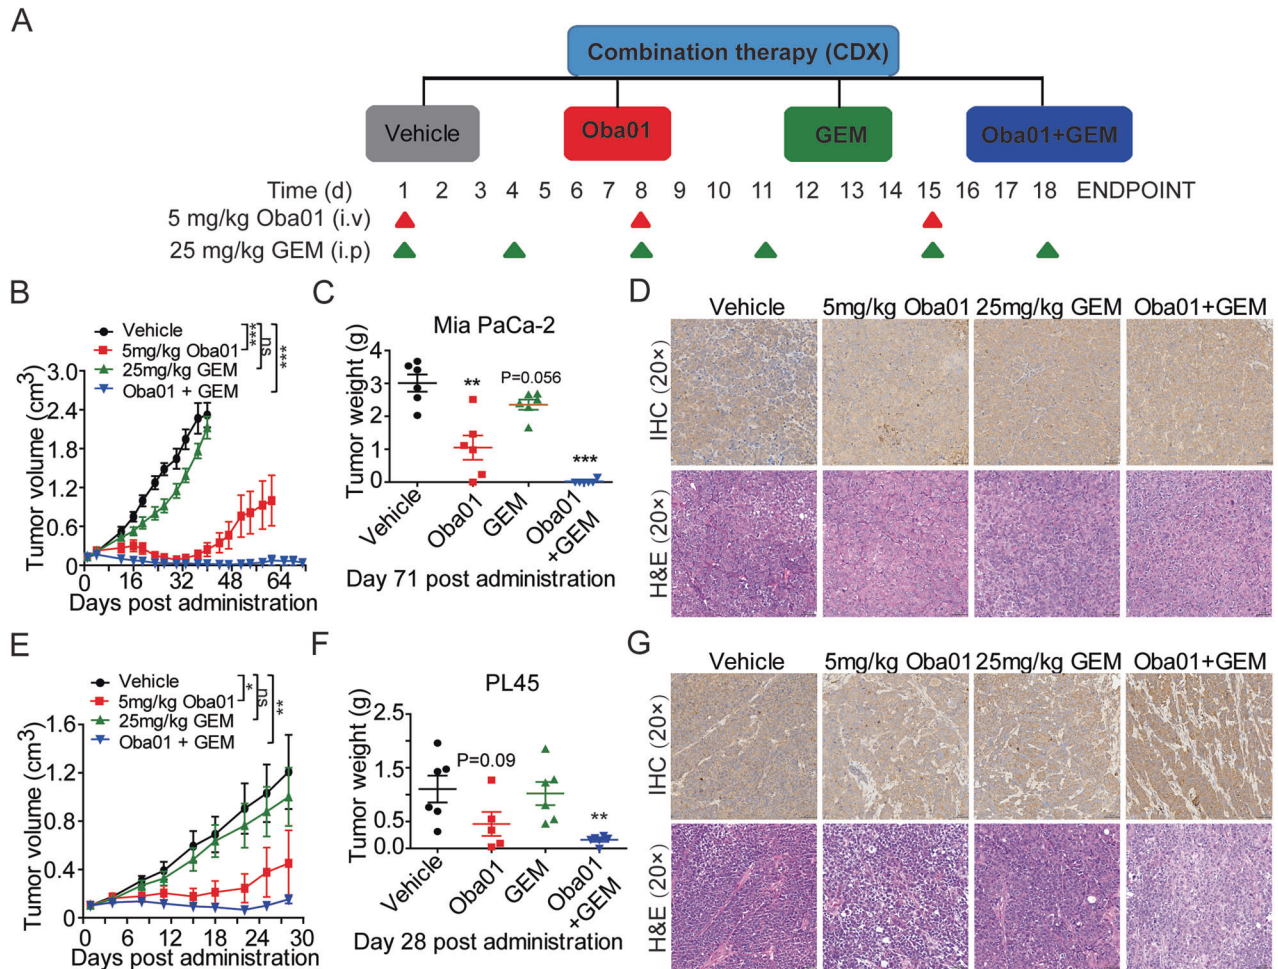 A
Combination therapy (CDX)
Vehicle
Oba01
GEM
Oba01+GEM
Time (d) 1 2 3 4 5 6 7 8 9 10 11 12 13 14 15 16 17 18 ENDPOINT
5 mg/kg Oba01 (i.v)
25 mg/kg GEM (i.p)
B
Vehicle
5mg/kg Oba01
25mg/kg GEM
Oba01 + GEM
***
ns
***
Tumor volume (cm3)
3.0
2.4
1.8
1.2
0.6
0
0 16 32 48 64
Days post administration
C
Mia PaCa-2
Tumor weight (g)
4
3
2
1
0
**
P=0.056
***
Vehicle
Oba01
GEM
Oba01
+GEM
Day 71 post administration
D
Vehicle 5mg/kg Oba01 25mg/kg GEM Oba01+GEM
IHC (20×)
H&E (20×)
E
Vehicle
5mg/kg Oba01
25mg/kg GEM
Oba01 + GEM
*
ns
**
Tumor volume (cm3)
1.6
1.2
0.8
0.4
0
0 6 12 18 24 30
Days post administration
F
PL45
Tumor weight (g)
2.5
1.5
0.5
0.0
P=0.09
**
Vehicle
Oba01
GEM
Oba01
+GEM
Day 28 post administration
G
Vehicle 5mg/kg Oba01 25mg/kg GEM Oba01+GEM
IHC (20×)
H&E (20×)